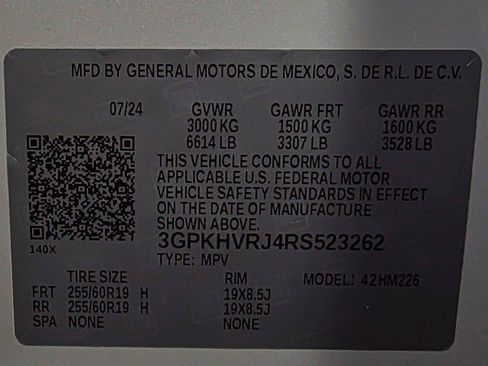 MFD BY GENERAL MOTORS DE MEXICO, S. DE R.L. DE C.V.
07/24 GVWR GAWR FRT GAWR RR
3000 KG 1500 KG 1600 KG
6614 LB 3307 LB 3528 LB
THIS VEHICLE CONFORMS TO ALL
APPLICABLE U.S. FEDERAL MOTOR
VEHICLE SAFETY STANDARDS IN EFFECT
ON THE DATE OF MANUFACTURE
SHOWN ABOVE.
3GPKHVRJ4RS523262
140X
TYPE: MPV
TIRE SIZE RIM MODEL: 42HM226
FRT 255/60R19 H 19X8.5J
RR 255/60R19 H 19X8.5J
SPA NONE NONE